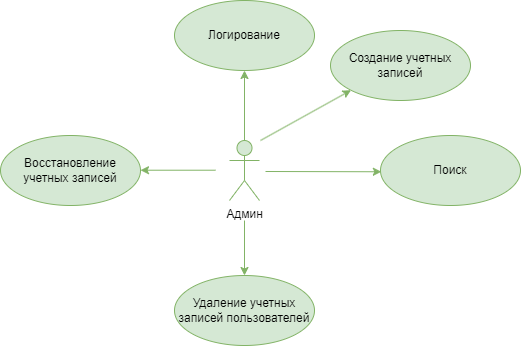 Логирование
Создание учетных
записей
Восстановление
учетных записей
Поиск
Админ
Удаление учетных
записей пользователей